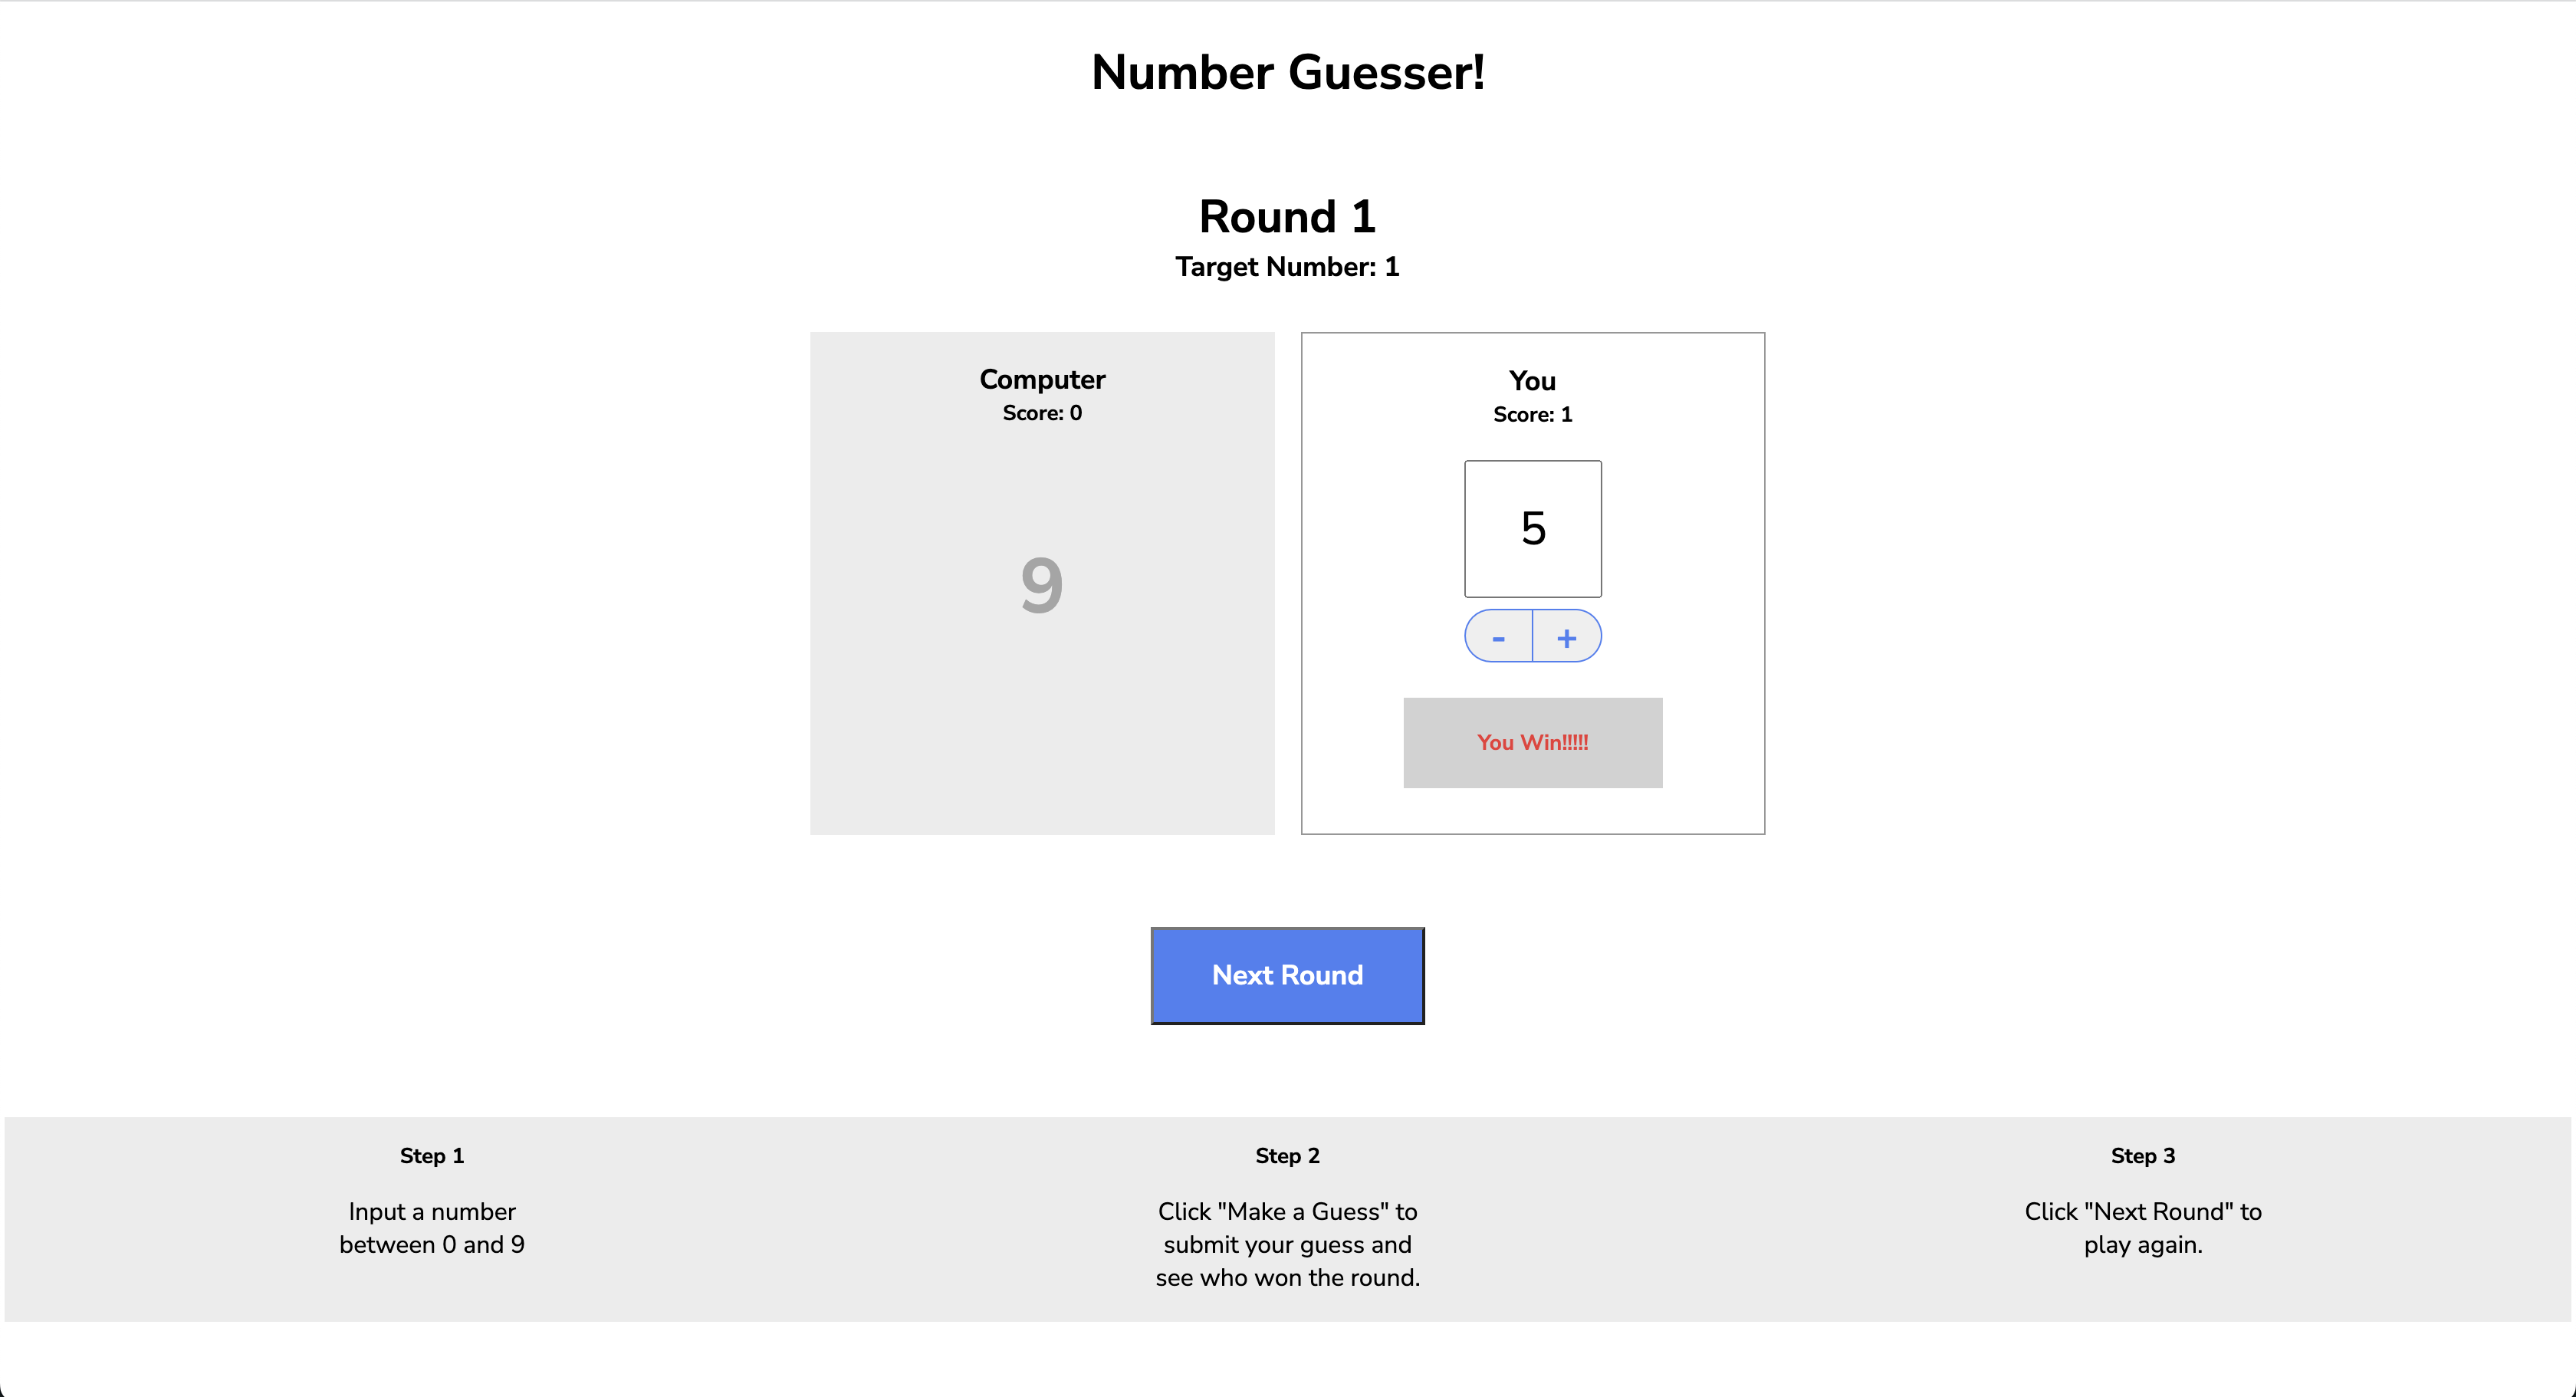 Number Guesser!
Round 1
Target Number: 1
Computer
Score: 0
9
You
Score: 1
5
- +
You Win!!!!!
Next Round
Step 1
Input a number
between 0 and 9
Step 2
Click "Make a Guess" to
submit your guess and
see who won the round.
Step 3
Click "Next Round" to
play again.